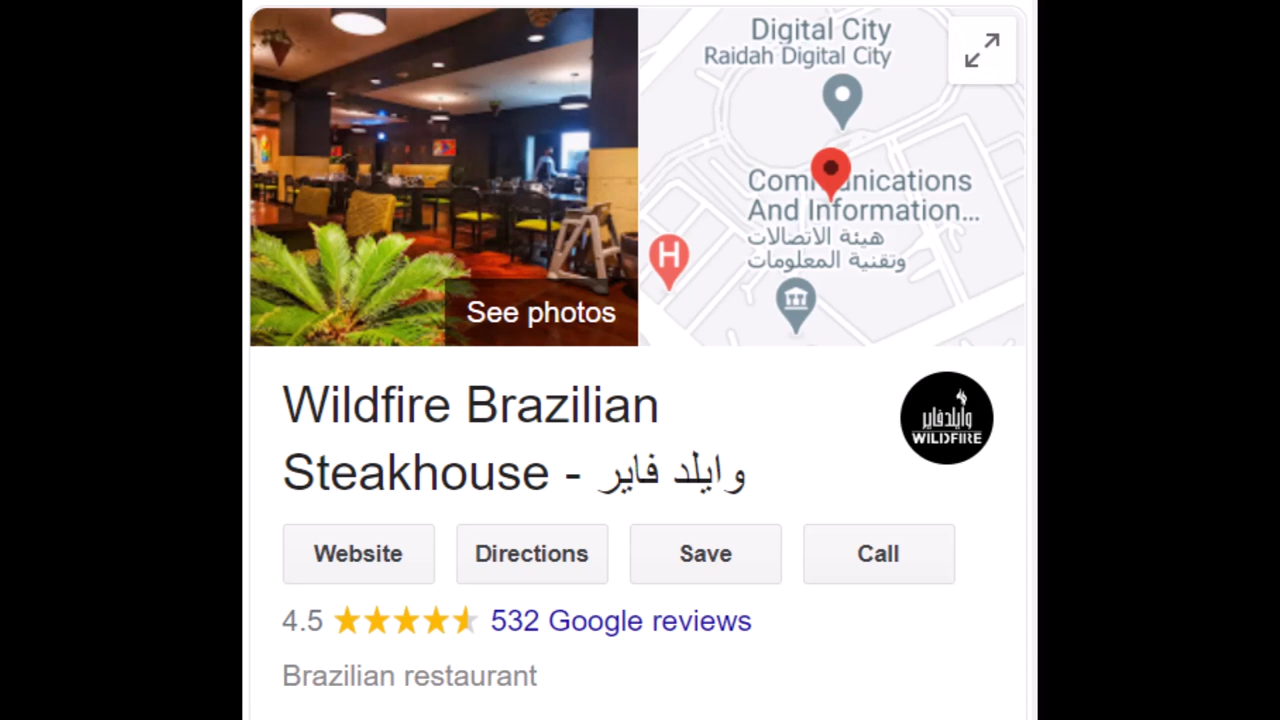 Digital City
Raidah Digital City
Communications
And Information...
هيئة الاتصالات
وتقنية المعلومات
H
See photos
Wildfire Brazilian
Steakhouse - وايلد فاير
وايلدفاير
WILDFIRE
Website
Directions
Save
Call
4.5
532 Google reviews
Brazilian restaurant